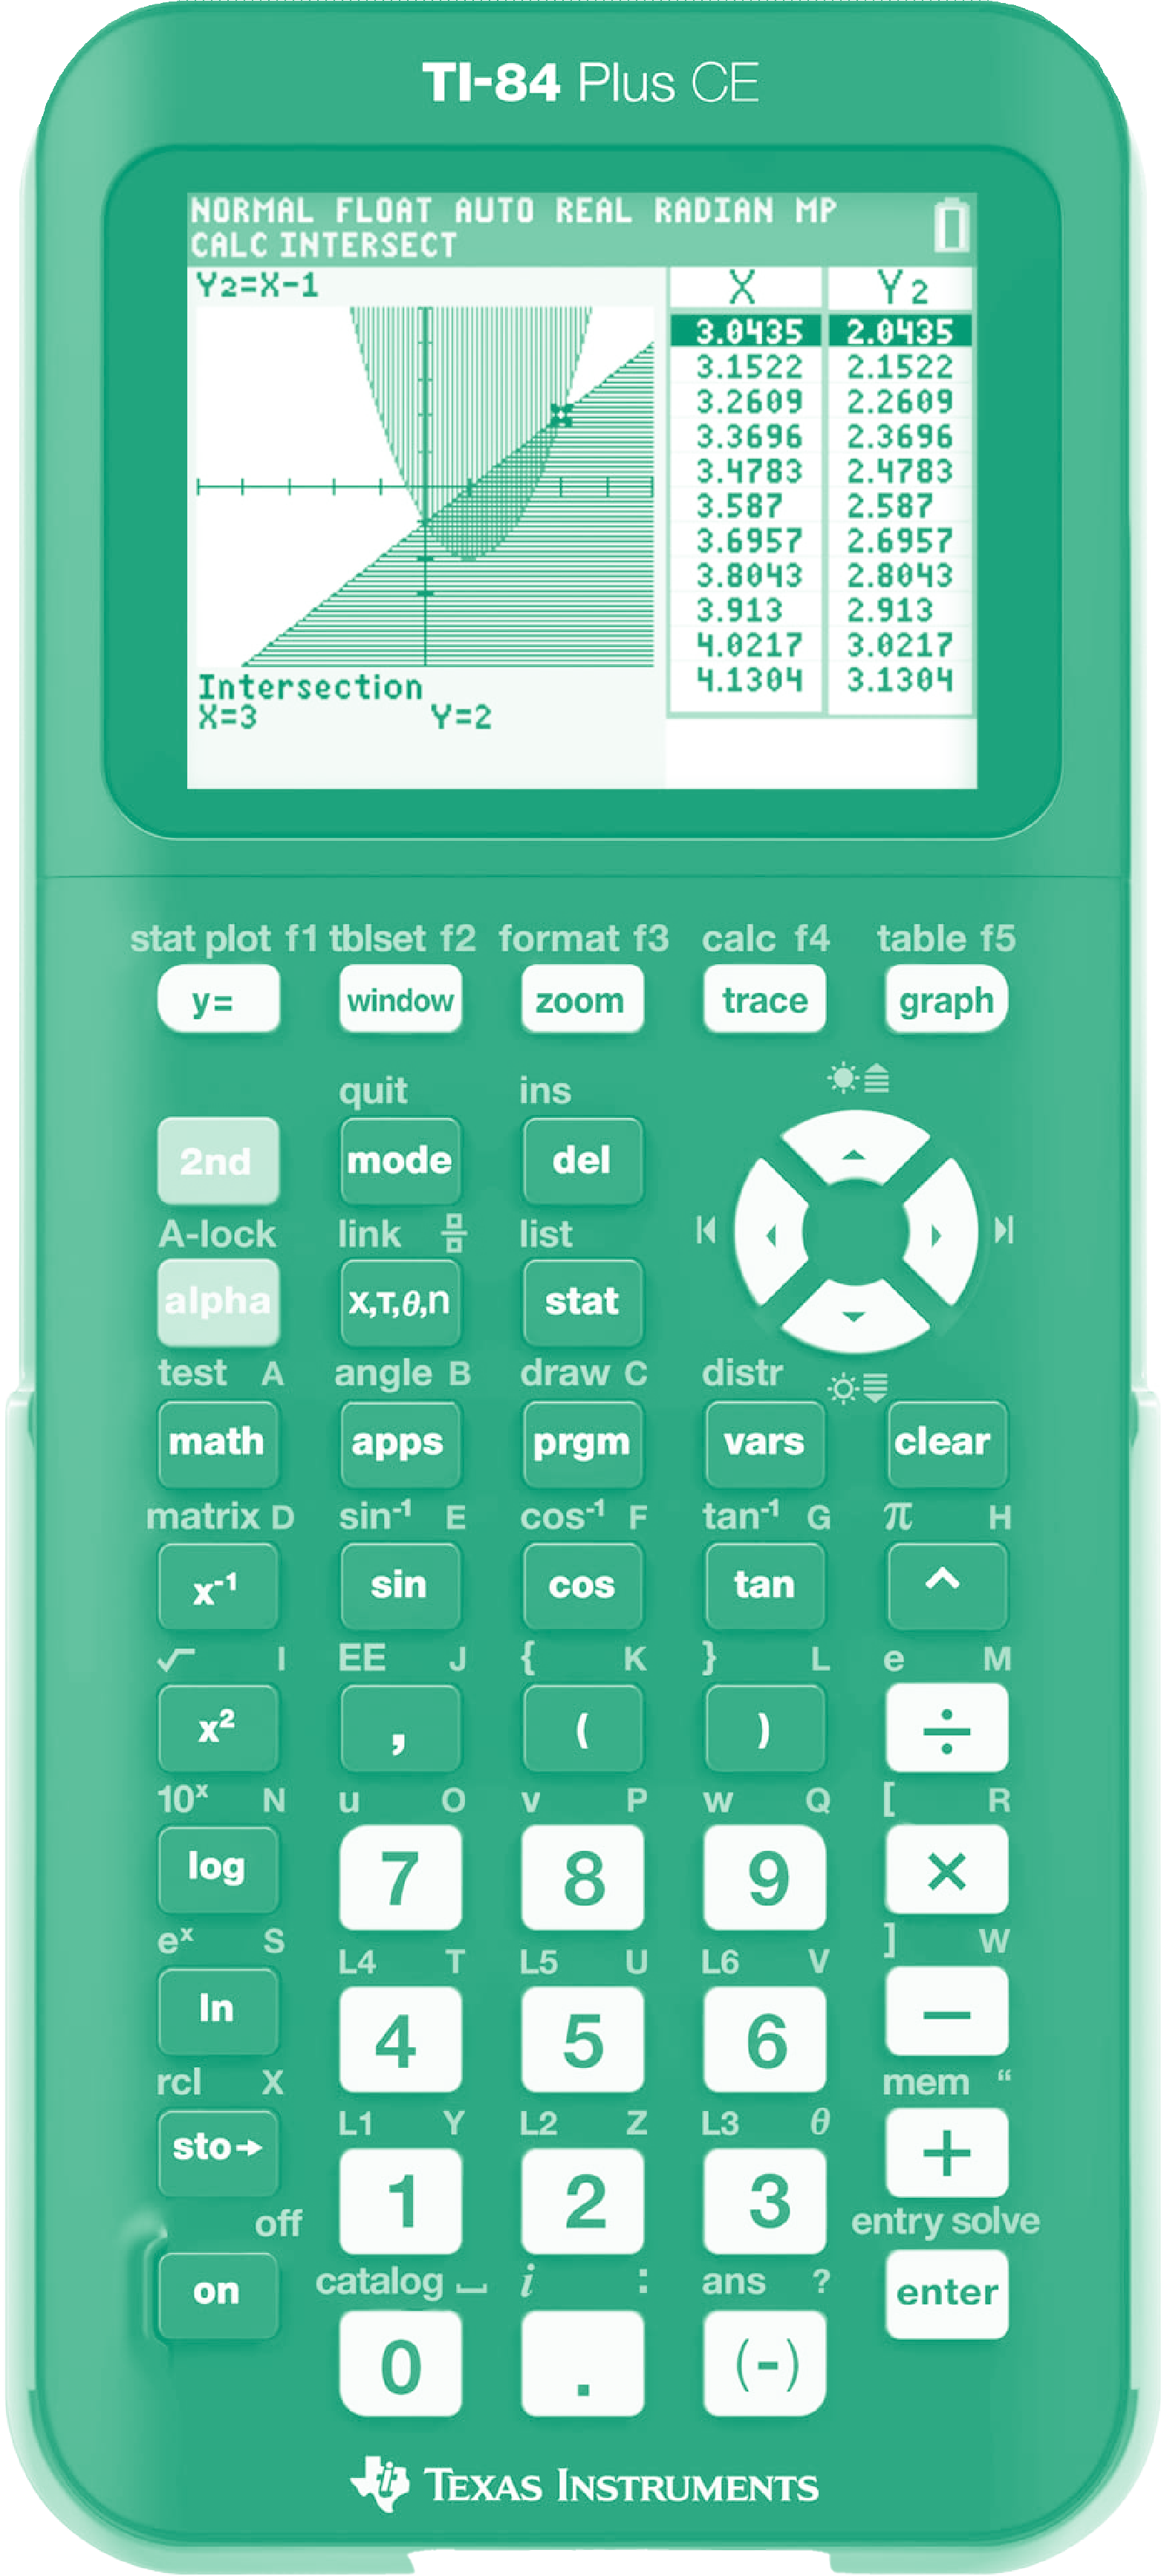 TI-84 Plus CE
NORMAL FLOAT AUTO REAL RADIAN MP
CALC INTERSECT
Y2=X-1
X Y2
3.0435 2.0435
3.1522 2.1522
3.2609 2.2609
3.3696 2.3696
3.4783 2.4783
3.587 2.587
3.6957 2.6957
3.8043 2.8043
3.913 2.913
4.0217 3.0217
4.1304 3.1304
Intersection
X=3 Y=2
stat plot f1 tblset f2 format f3 calc f4 table f5
y= window zoom trace graph
quit ins
2nd mode del
A-lock link list
alpha X,T,θ,n stat
test A angle B draw C distr
math apps prgm vars clear
matrix D sin⁻¹ E cos⁻¹ F tan⁻¹ G π H
x⁻¹ sin cos tan ^
√ I EE J { K } L e M
x² , ( ) ÷
10ˣ N u O v P w Q [ R
log 7 8 9 ×
eˣ S L4 T L5 U L6 V ] W
ln 4 5 6 −
rcl X L1 Y L2 Z L3 θ mem “
sto→ 1 2 3 +
off catalog ⎵ i : ans ? entry solve
on 0 . (-) enter
TEXAS INSTRUMENTS